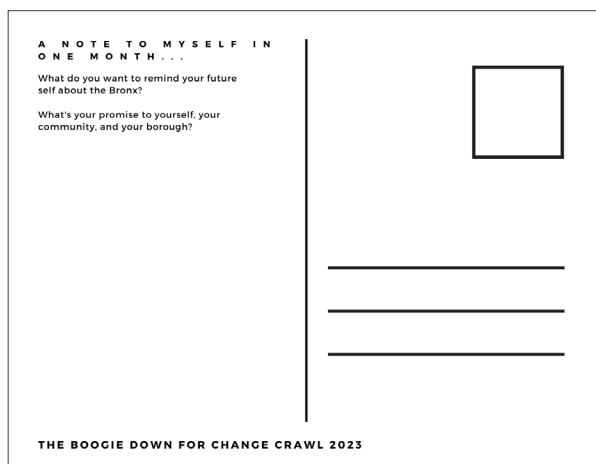 A NOTE TO MYSELF IN
ONE MONTH...
What do you want to remind your future
self about the Bronx?
What's your promise to yourself, your
community, and your borough?
THE BOOGIE DOWN FOR CHANGE CRAWL 2023